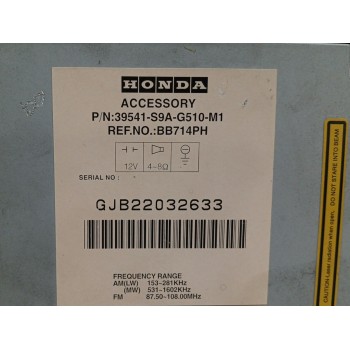 HONDA
ACCESSORY
P/N:39541-S9A-G510-M1
REF.NO.:BB714PH
12V 4-8Ω
SERIAL NO :
GJB22032633
FREQUENCY RANGE
AM(LW) 153-281KHz
(MW) 531-1602KHz
FM 87.50-108.00MHz
CAUTION-Laser radiation when open,
DO NOT STARE INTO BEAM